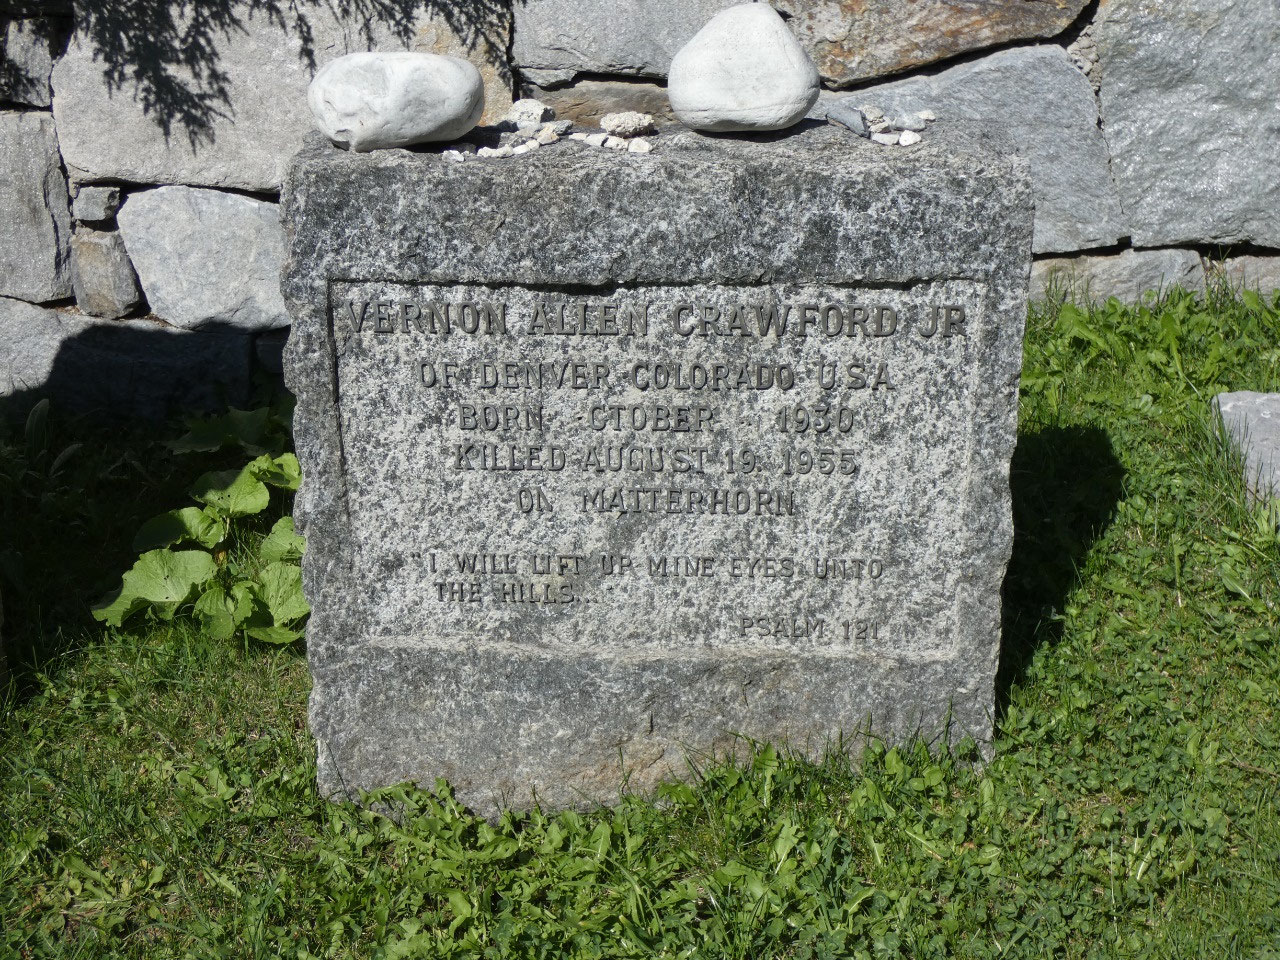 VERNON ALLEN CRAWFORD JR
OF DENVER COLORADO U.S.A
BORN CTOBER 1930
KILLED AUGUST 19. 1955
ON MATTERHORN
"I WILL LIFT UP MINE EYES UNTO
THE HILLS...
PSALM 121